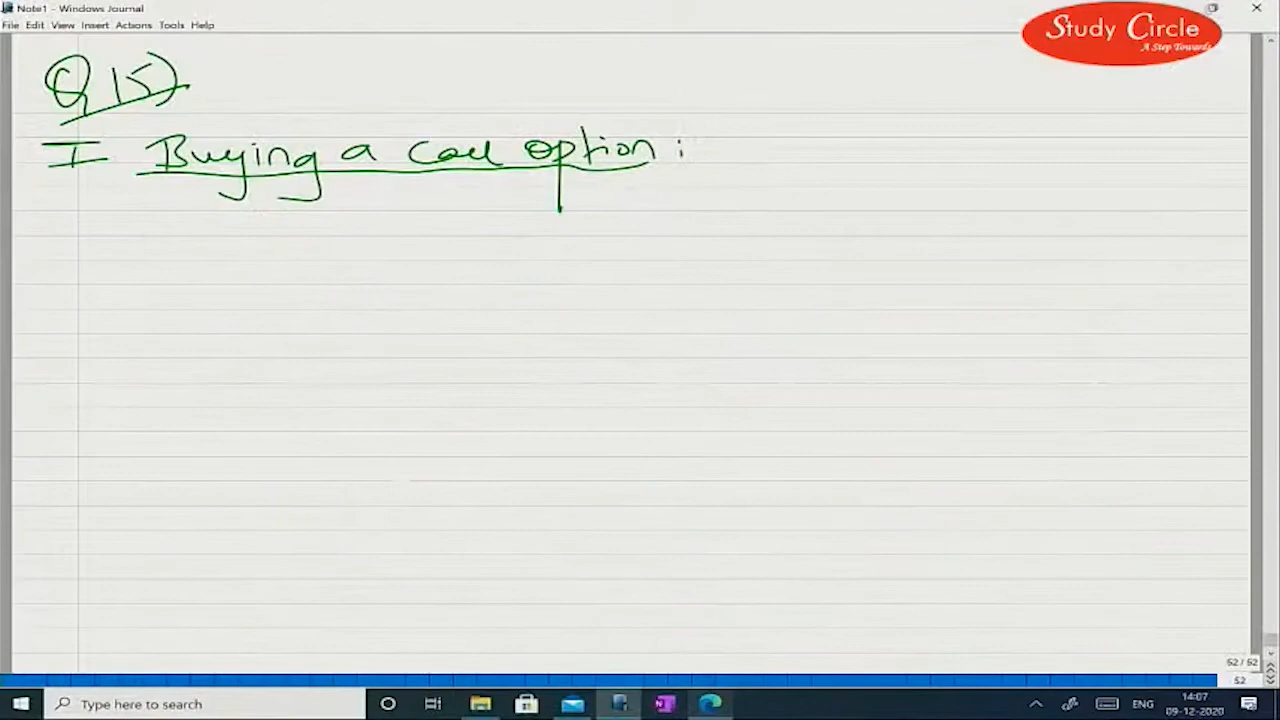 Note1 - Windows Journal
File Edit View Insert Actions Tools Help
Study Circle
A Step Towards
Q 15)
I Buying a call option :
52 / 52
52
Type here to search
ENG
14:07
09-12-2020